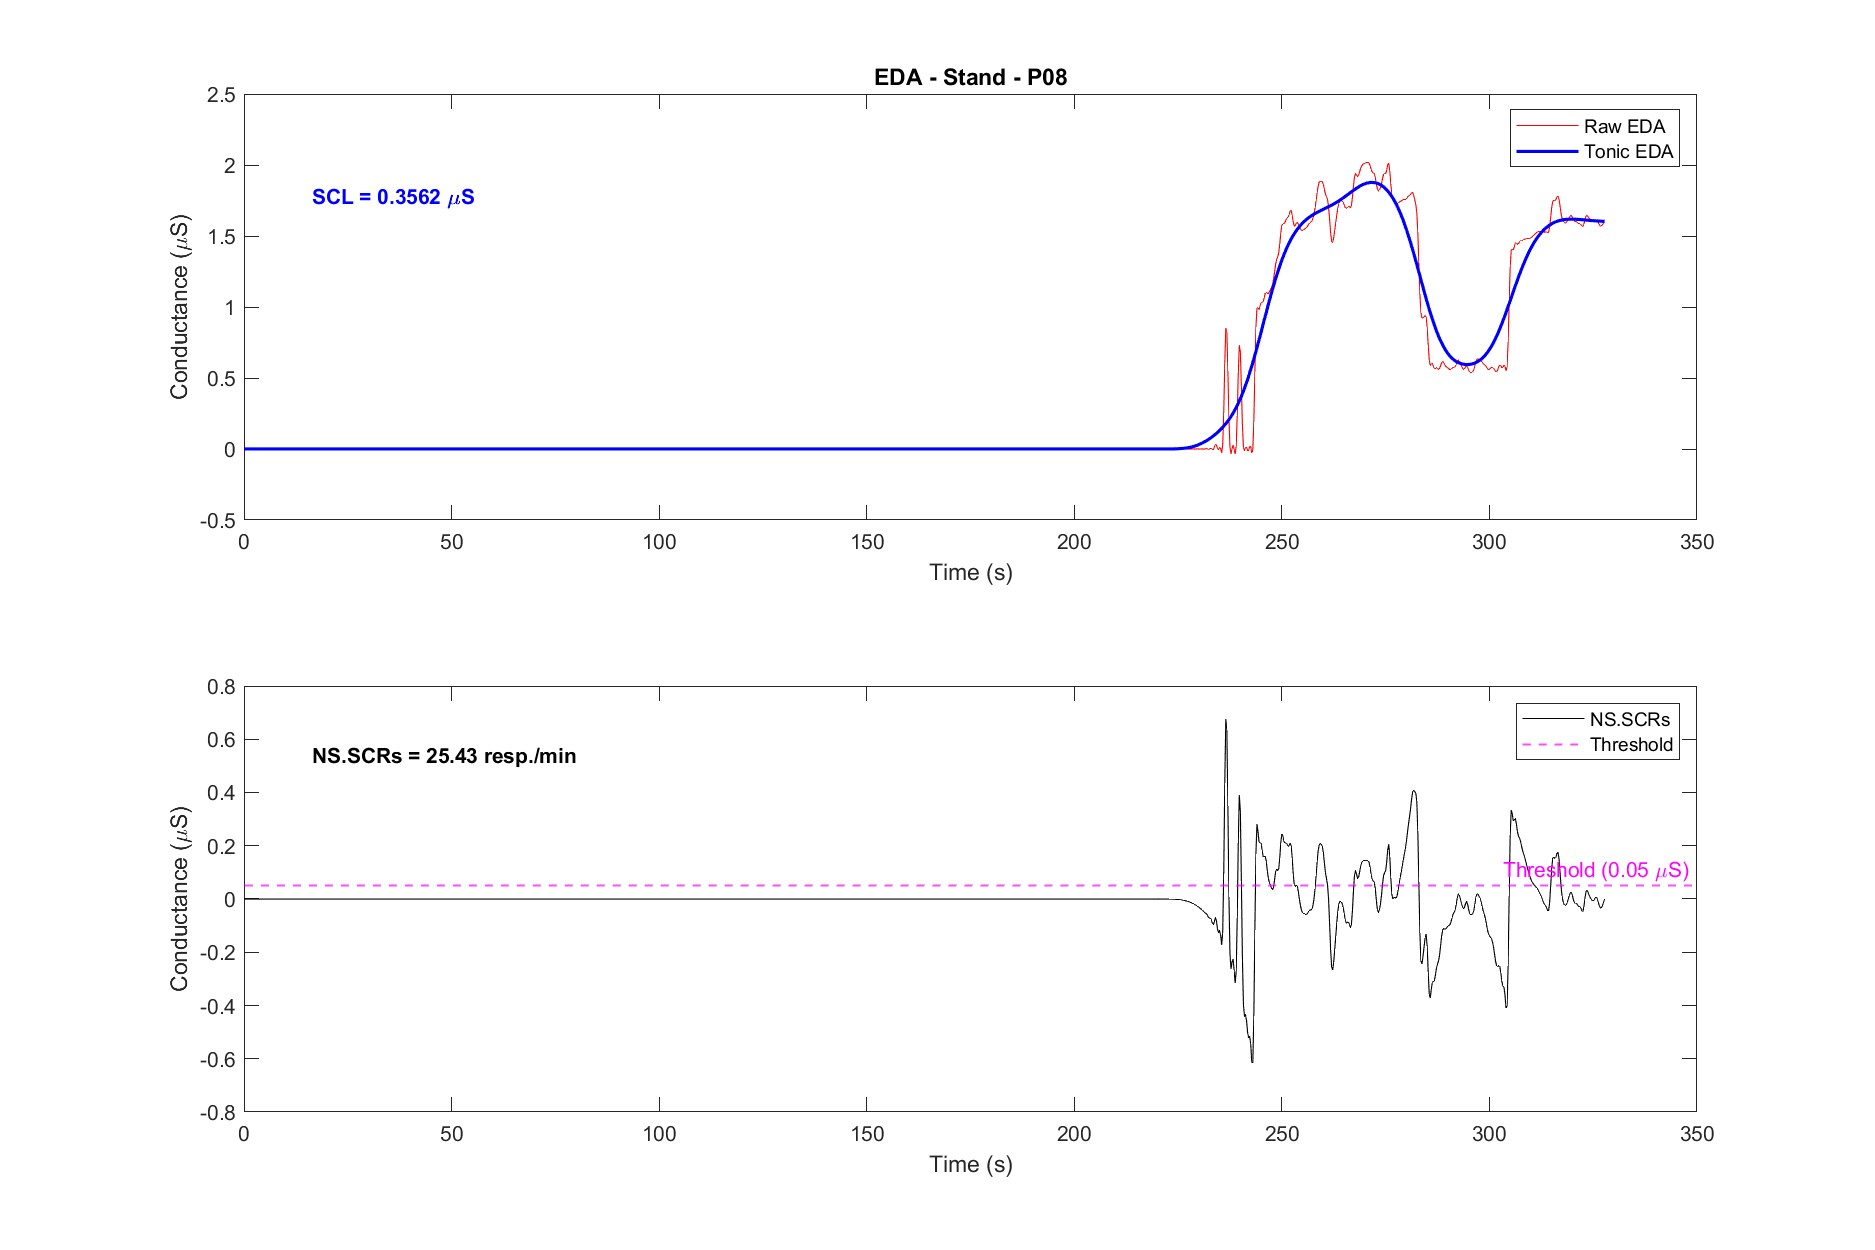 EDA - Stand - P08
2.5
2
1.5
1
0.5
0
-0.5
Conductance (μS)
SCL = 0.3562 μS
Raw EDA
Tonic EDA
0 50 100 150 200 250 300 350
Time (s)
0.8
0.6
0.4
0.2
0
-0.2
-0.4
-0.6
-0.8
Conductance (μS)
NS.SCRs = 25.43 resp./min
NS.SCRs
Threshold
Threshold (0.05 μS)
0 50 100 150 200 250 300 350
Time (s)